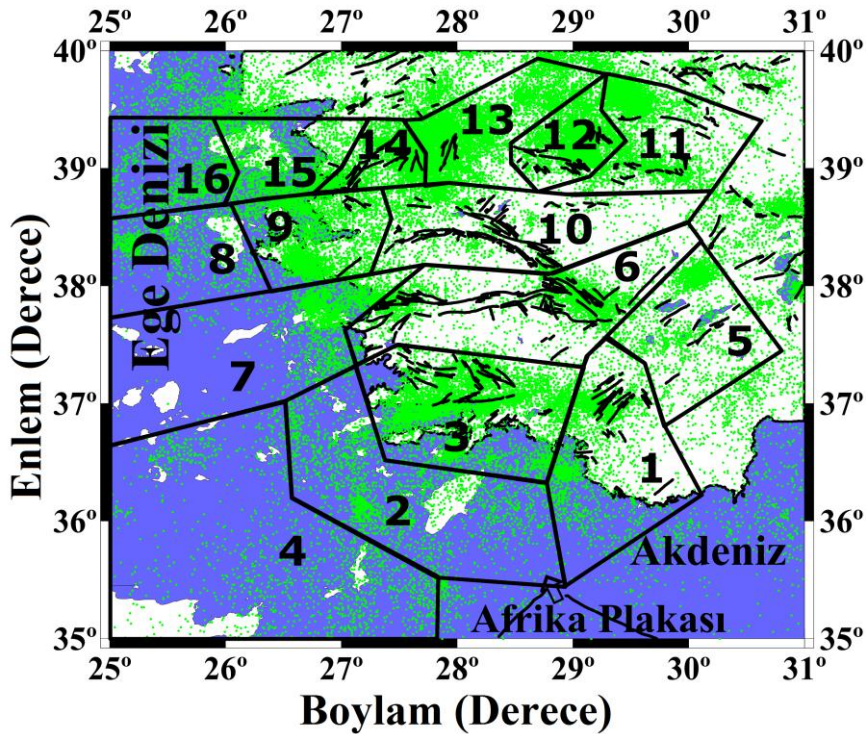 25º 26º 27º 28º 29º 30º 31º
40º 40º
13
14 12
39º 11 39º
16 15
9 10
8 6
38º 38º
5
7
37º 37º
3
1
2
36º 36º
4
Akdeniz
Afrika Plakası
35º 35º
25º 26º 27º 28º 29º 30º 31º
Boylam (Derece)
Enlem (Derece)
Ege Denizi